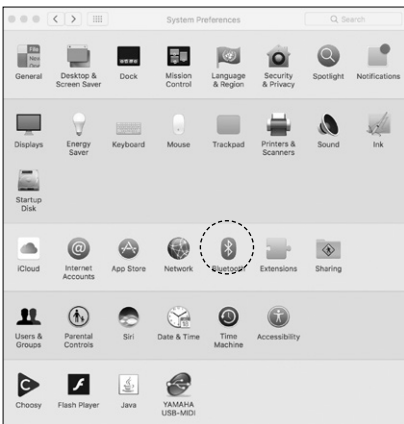 System Preferences
Search
General
Desktop &
Screen Saver
Dock
Mission
Control
Language
& Region
Security
& Privacy
Spotlight
Notifications
Displays
Energy
Saver
Keyboard
Mouse
Trackpad
Printers &
Scanners
Sound
Ink
Startup
Disk
iCloud
Internet
Accounts
App Store
Network
Bluetooth
Extensions
Sharing
Users &
Groups
Parental
Controls
Siri
Date & Time
Time
Machine
Accessibility
Choosy
Flash Player
Java
YAMAHA
USB-MIDI